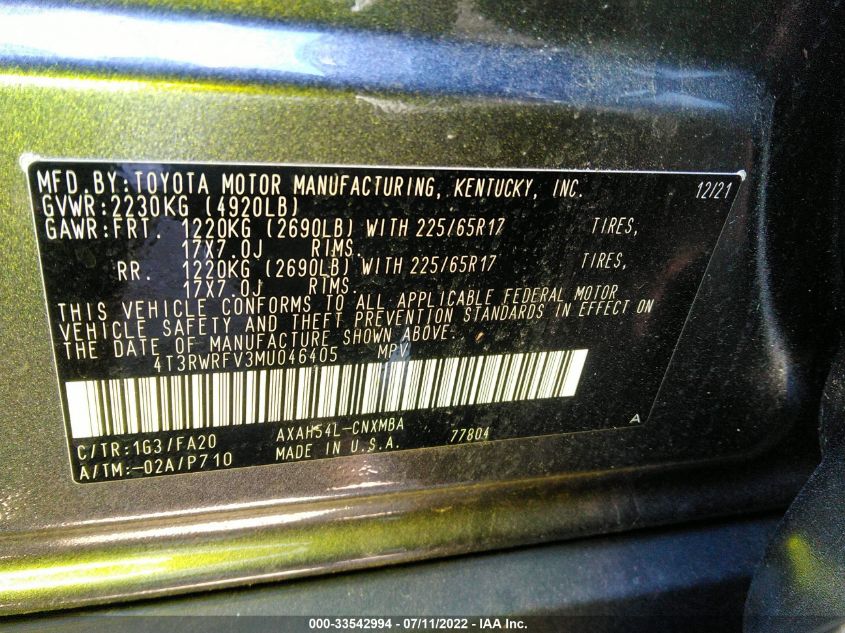 MFD.BY:TOYOTA MOTOR MANUFACTURING, KENTUCKY, INC. 12/21
GVWR:2230KG (4920LB)
GAWR:FRT. 1220KG (2690LB) WITH 225/65R17 TIRES,
17X7.0J RIMS.
RR. 1220KG (2690LB) WITH 225/65R17 TIRES,
17X7.0J RIMS.
THIS VEHICLE CONFORMS TO ALL APPLICABLE FEDERAL MOTOR
VEHICLE SAFETY AND THEFT PREVENTION STANDARDS IN EFFECT ON
THE DATE OF MANUFACTURE SHOWN ABOVE.
4T3RWRFV3MU046405 MPV
C/TR:1G3/FA20 AXAH54L-CNXMBA A
A/TM:-02A/P710 MADE IN U.S.A. 77804
000-33542994 - 07/11/2022 - IAA Inc.